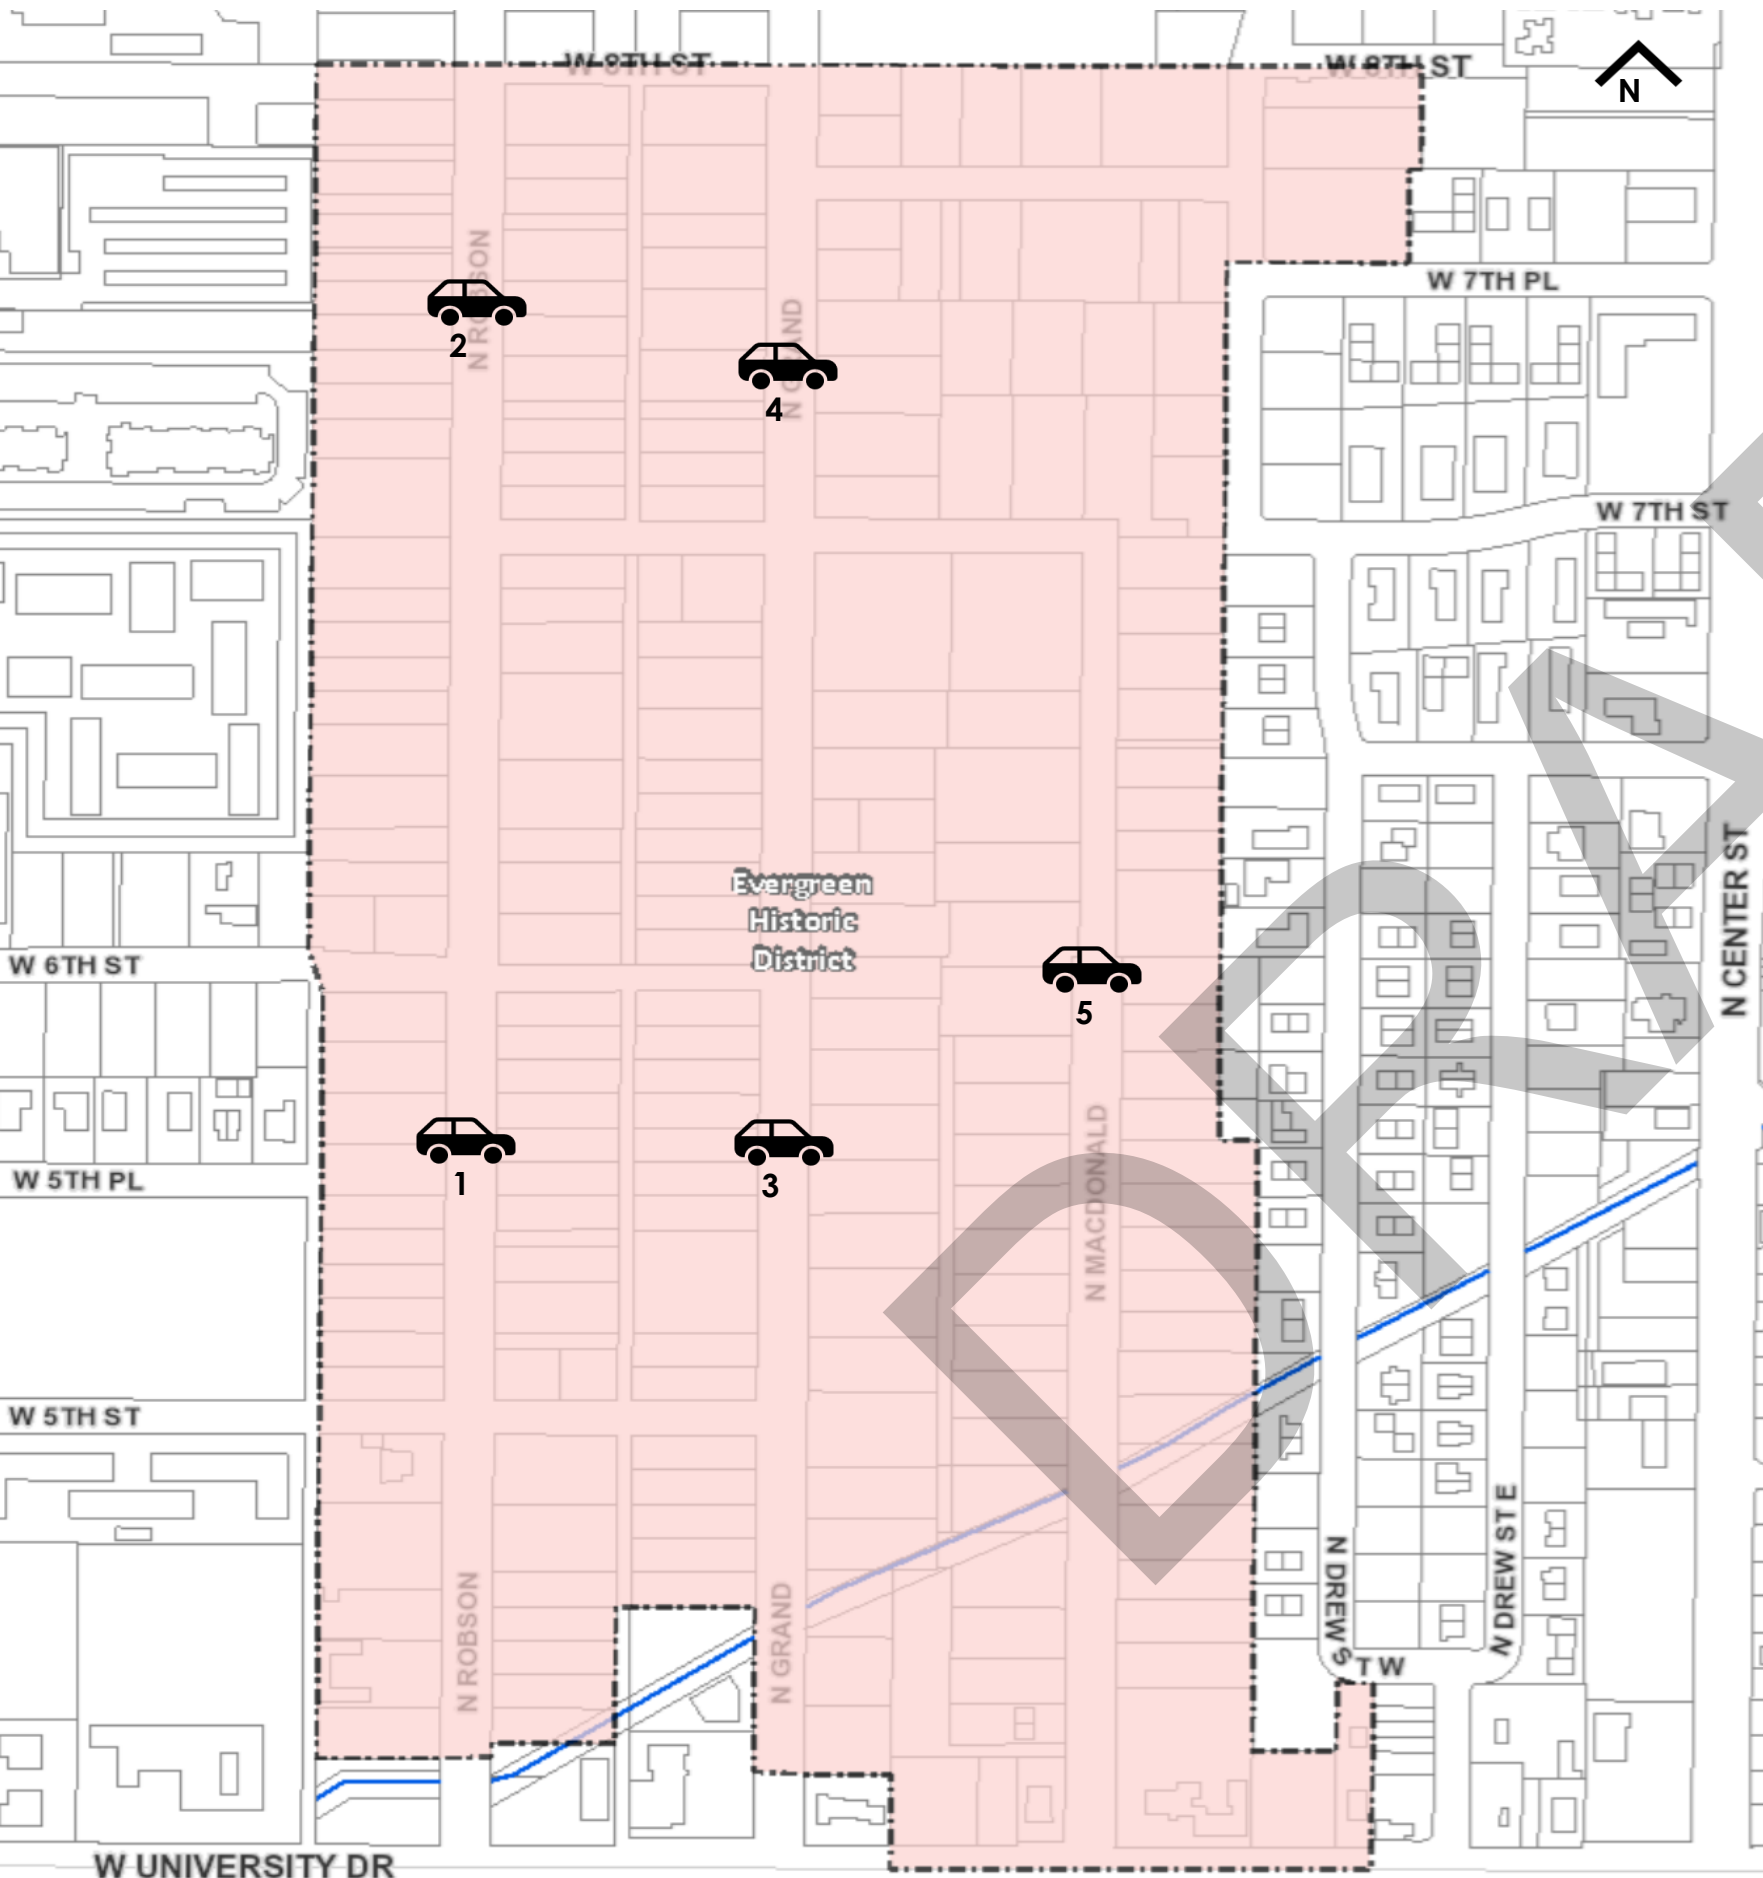 W 8TH ST
W 8TH ST
N
W 7TH PL
N ROBSON
2
N GRAND
4
W 7TH ST
Evergreen
Historic
District
N CENTER ST
W 6TH ST
5
1
3
W 5TH PL
N MACDONALD
W 5TH ST
N ROBSON
N GRAND
N DREW ST W
N DREW ST E
W UNIVERSITY DR
DRA